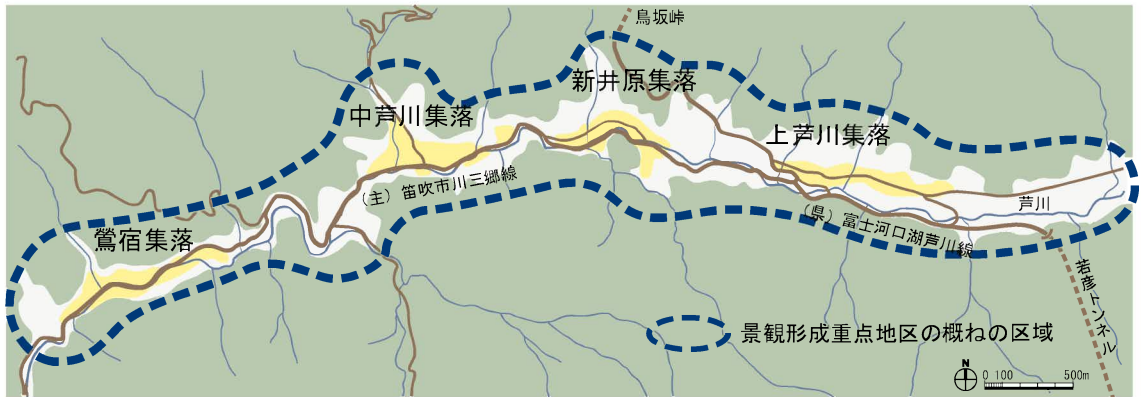 鳥坂峠
新井原集落
中芦川集落
上芦川集落
(主)笛吹市川三郷線
芦川
(県)富士河口湖芦川線
鶯宿集落
若彦トンネル
景観形成重点地区の概ねの区域
N
0 100 500m